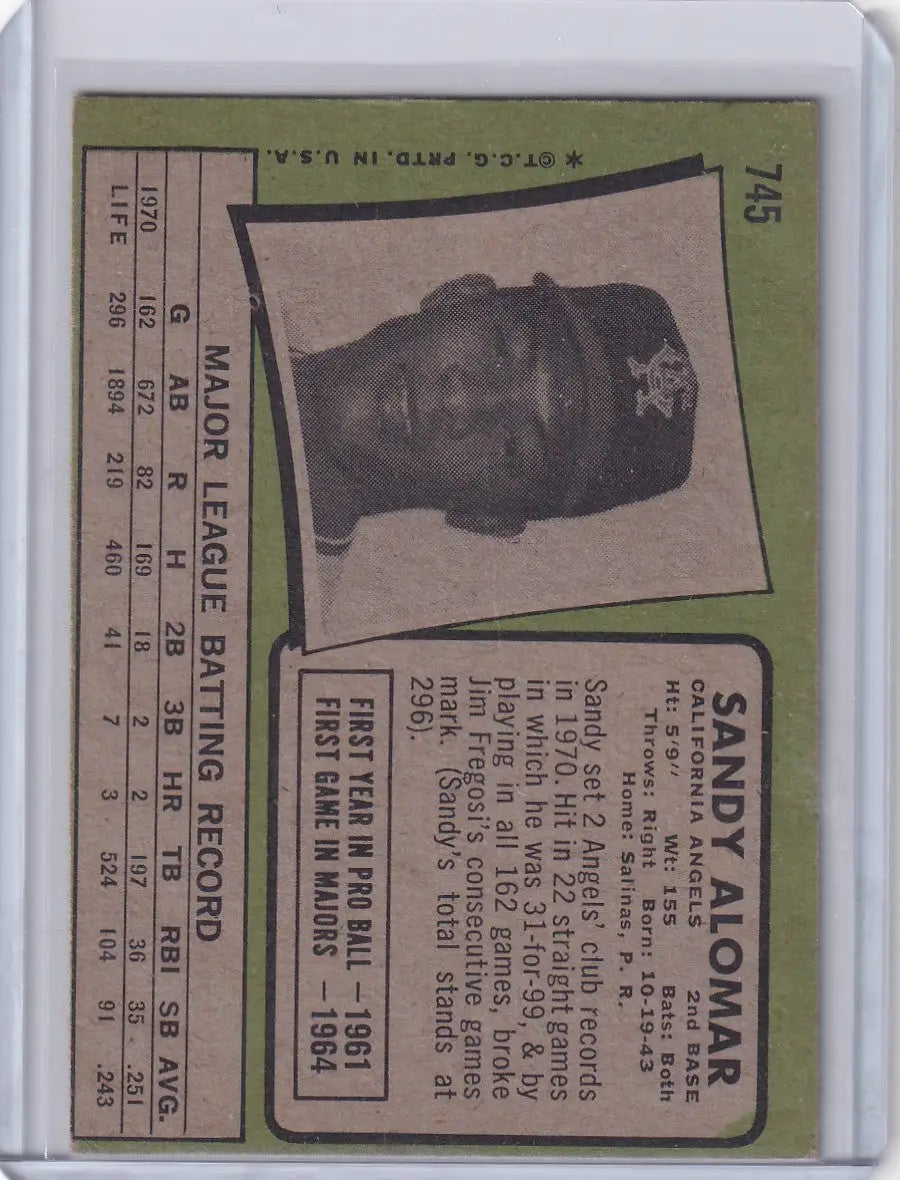 745
* ©T.C.G. PRTD. IN U.S.A.
SANDY ALOMAR
CALIFORNIA ANGELS 2nd BASE
Ht: 5'9" Wt: 155 Bats: Both
Throws: Right Born: 10-19-43
Home: Salinas, P. R.
Sandy set 2 Angels' club records
in 1970. Hit in 22 straight games
in which he was 31-for-99, & by
playing in all 162 games, broke
Jim Fregosi's consecutive games
mark. (Sandy's total stands at
296).
FIRST YEAR IN PRO BALL — 1961
FIRST GAME IN MAJORS — 1964
MAJOR LEAGUE BATTING RECORD
G AB R H 2B 3B HR TB RBI SB AVG.
1970 162 672 82 169 18 2 2 197 36 35 .251
LIFE 296 1894 219 460 41 7 3 524 104 91 .243